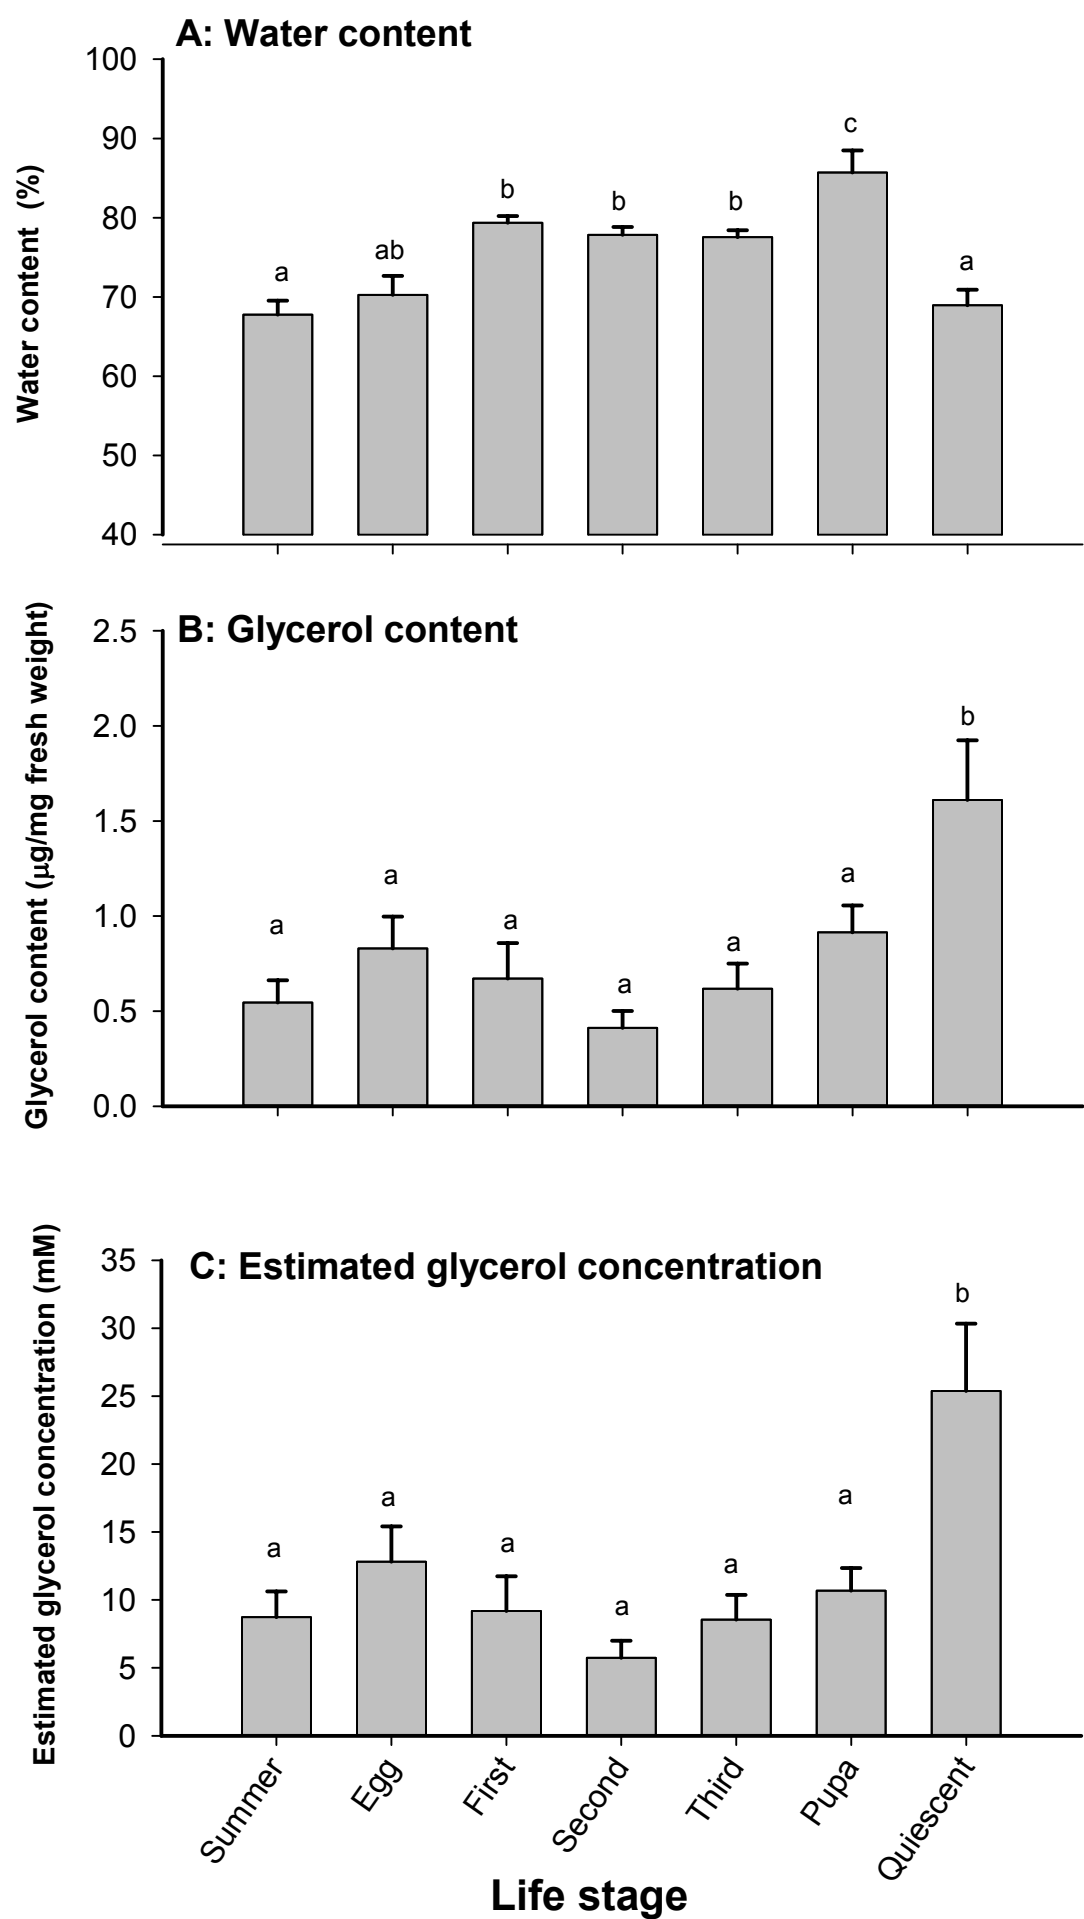 A: Water content
Water content (%)
100
90
80
70
60
50
40
a
ab
b
b
b
c
a
B: Glycerol content
Glycerol content (μg/mg fresh weight)
2.5
2.0
1.5
1.0
0.5
0.0
a
a
a
a
a
a
b
C: Estimated glycerol concentration
Estimated glycerol concentration (mM)
35
30
25
20
15
10
5
0
a
a
a
a
a
a
b
Summer
Egg
First
Second
Third
Pupa
Quiescent
Life stage